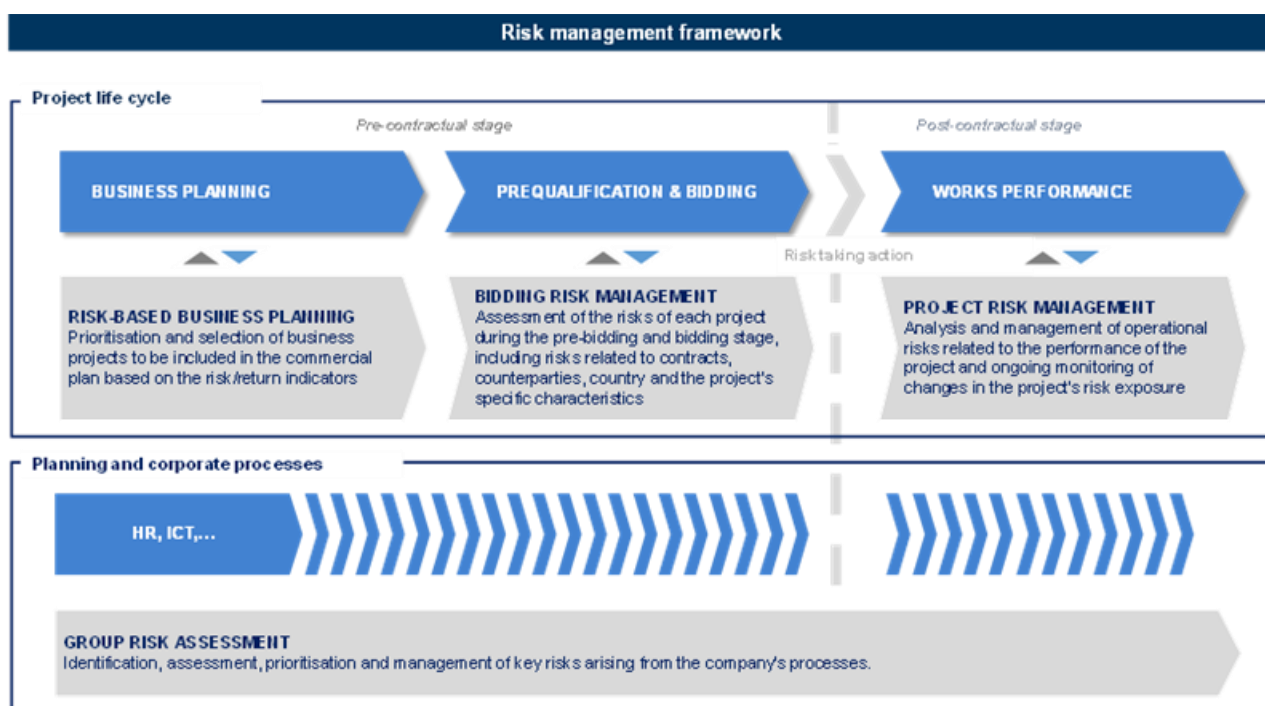 Risk management framework
Project life cycle
Pre-contractual stage
Post-contractual stage
BUSINESS PLANNING
PREQUALIFICATION & BIDDING
WORKS PERFORMANCE
Risk taking action
RISK-BASED BUSINESS PLANNING
Prioritisation and selection of business
projects to be included in the commercial
plan based on the risk/return indicators
BIDDING RISK MANAGEMENT
Assessment of the risks of each project
during the pre-bidding and bidding stage,
including risks related to contracts,
counterparties, country and the project's
specific characteristics
PROJECT RISK MANAGEMENT
Analysis and management of operational
risks related to the performance of the
project and ongoing monitoring of
changes in the project's risk exposure
Planning and corporate processes
HR, ICT,...
GROUP RISK ASSESSMENT
Identification, assessment, prioritisation and management of key risks arising from the company's processes.